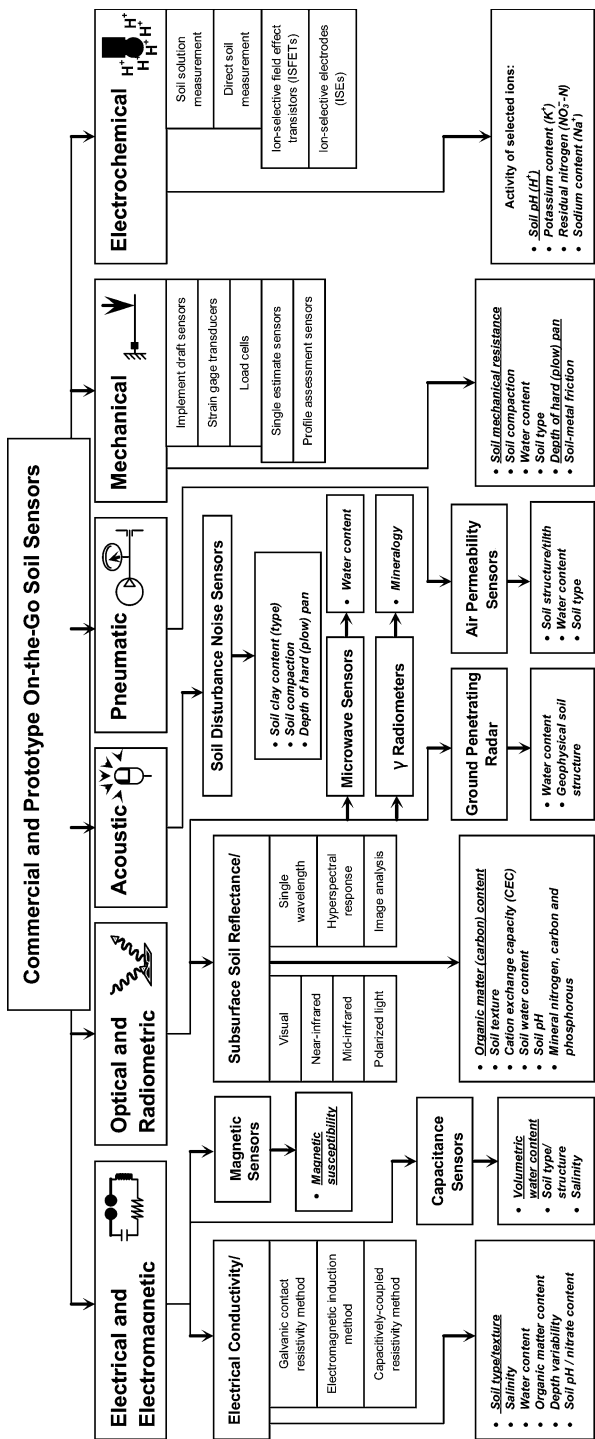 Commercial and Prototype On-the-Go Soil Sensors
Electrical and
Electromaunetic
Optical and
Radiometric
Acoustic
Pneumatic
Mechanical
Electrochemical
H⁺
H⁺
H⁺
H⁺
H⁺
H⁺
Electrical Conductivity/
Galvanic contact
resistivity method
Electromagnetic induction
method
Capacitively-coupled
resistivity method
• Soil type/texture
• Salinity
• Water content
• Organic matter content
• Depth variability
• Soil pH / nitrate content
Magnetic
Sensors
• Magnetic
susceptibility
Capacitance
Sensors
• Volumetric
water content
• Soil type/
structure
• Salinity
Subsurface Soil Reflectance/
Visual
Near-infrared
Mid-infrared
Polarized light
Single
wavelength
Hyperspectral
response
Image analysis
• Organic matter (carbon) content
• Soil texture
• Cation exchange capacity (CEC)
• Soil water content
• Soil pH
• Mineral nitrogen, carbon and
phosphorous
Soil Disturbance Noise Sensors
• Soil clay content (type)
• Soil compaction
• Depth of hard (plow) pan
Microwave Sensors
• Water content
γ Radiometers
• Mineralogy
Ground Penetrating
Radar
• Water content
• Geophysical soil
structure
Air Permeability
Sensors
• Soil structure/tilth
• Water content
• Soil type
Implement draft sensors
Strain gage transducers
Load cells
Single estimate sensors
Profile assessment sensors
• Soil mechanical resistance
• Soil compaction
• Water content
• Soil type
• Depth of hard (plow) pan
• Soil-metal friction
Soil solution
measurement
Direct soil
measurement
Ion-selective field effect
transistors (ISFETs)
Ion-selective electrodes
(ISEs)
Activity of selected ions:
• Soil pH (H⁺)
• Potassium content (K⁺)
• Residual nitrogen (NO₃⁻-N)
• Sodium content (Na⁺)